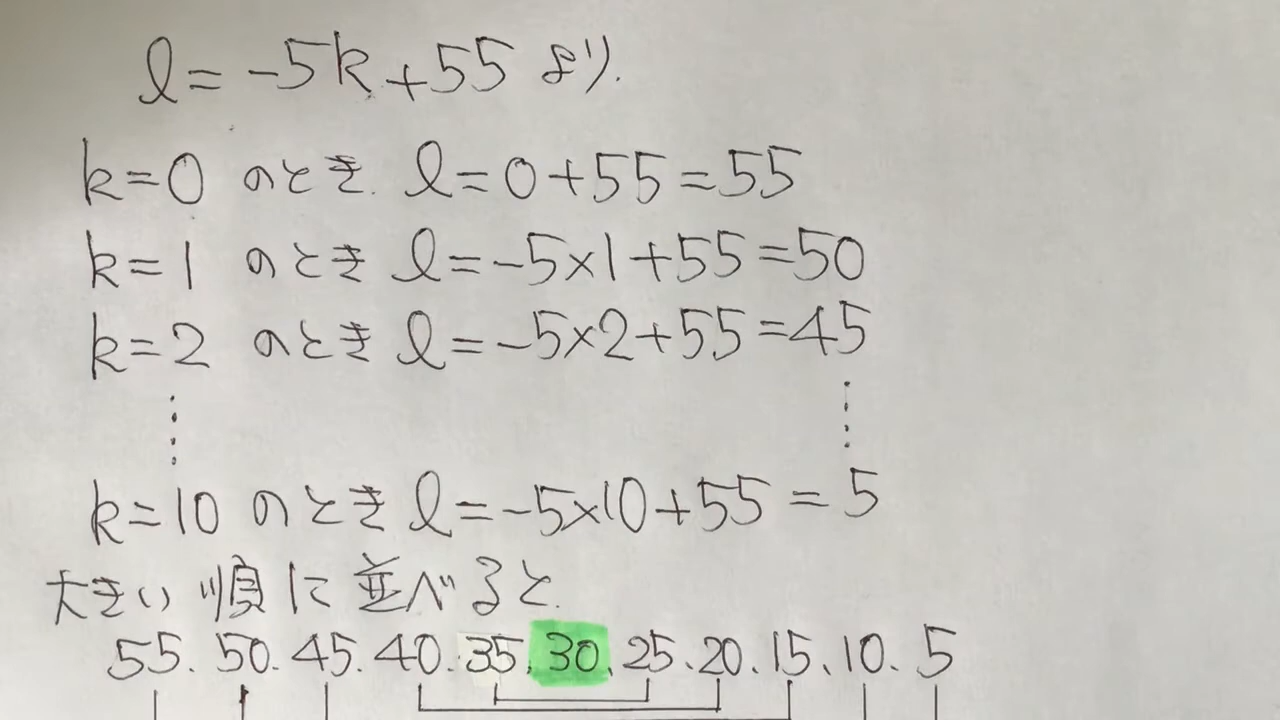 l=-5k+55より.
k=0 のとき. l=0+55=55
k=1 のとき l=-5×1+55=50
k=2 のとき l=-5×2+55=45
k=10 のとき l=-5×10+55=5
大きい順に並べると.
55. 50. 45. 40. 35. 30. 25. 20. 15. 10. 5